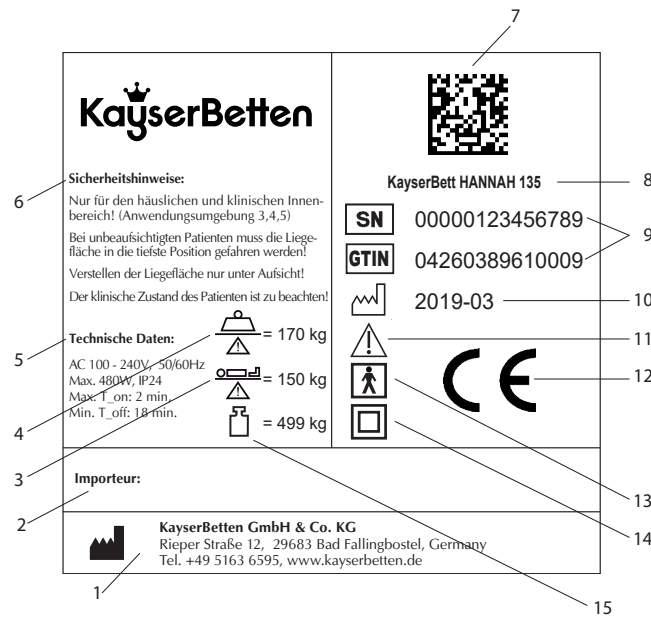 7
KayserBetten
6
Sicherheitshinweise:
Nur für den häuslichen und klinischen Innen-
bereich! (Anwendungsumgebung 3,4,5)
Bei unbeaufsichtigten Patienten muss die Liege-
fläche in die tiefste Position gefahren werden!
Verstellen der Liegefläche nur unter Aufsicht!
Der klinische Zustand des Patienten ist zu beachten!
5
Technische Daten:
AC 100 - 240V, 50/60Hz
Max. 480W, IP24
Max. T_on: 2 min.
Min. T_off: 18 min.
= 170 kg
= 150 kg
= 499 kg
4
3
KayserBett HANNAH 135
8
SN 00000123456789
GTIN 04260389610009
9
2019-03
10
11
CE
12
13
14
Importeur:
2
KayserBetten GmbH & Co. KG
Rieper Straße 12, 29683 Bad Fallingbostel, Germany
Tel. +49 5163 6595, www.kayserbetten.de
1
15